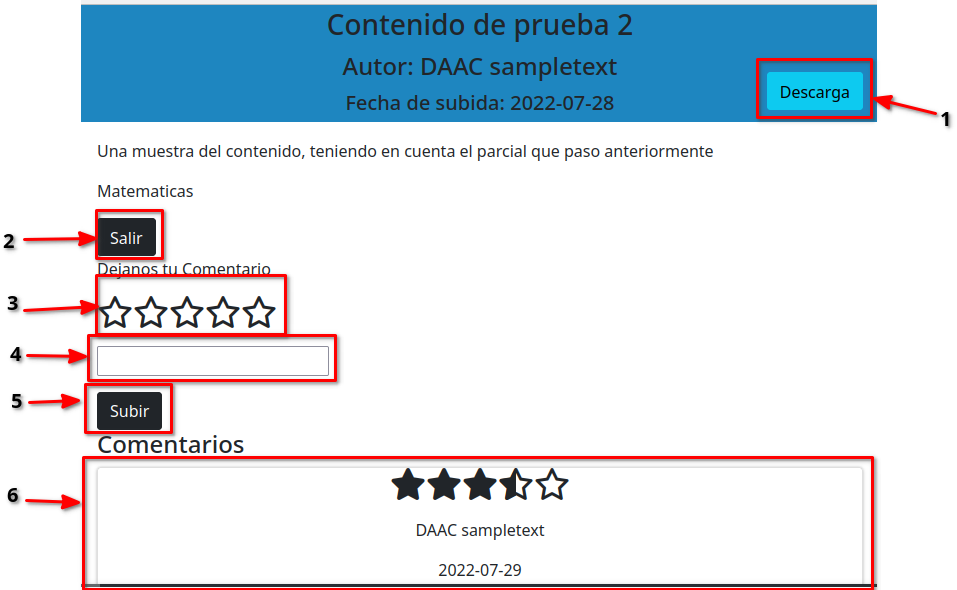 Contenido de prueba 2
Autor: DAAC sampletext
Fecha de subida: 2022-07-28
Descarga
1
Una muestra del contenido, teniendo en cuenta el parcial que paso anteriormente
Matematicas
2
Salir
Dejanos tu Comentario
3
4
5
Subir
Comentarios
6
DAAC sampletext
2022-07-29